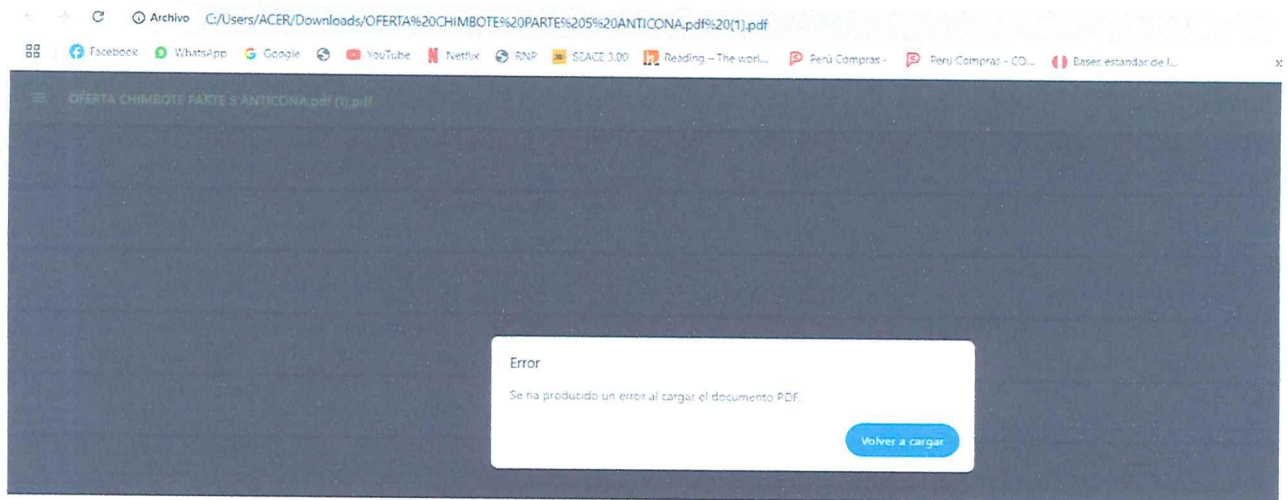 Archivo C:/Users/ACER/Downloads/OFERTA%20CHIMBOTE%20PARTE%205%20ANTICONA.pdf%20(1).pdf
Facebook WhatsApp Google YouTube Netflix RNP SEACE 3.00 Reading – The worl... Perú Compras - Peru Compras - CO... Bases estándar de l...
OFERTA CHIMBOTE PARTE 5 ANTICONA.pdf (1).pdf
Error
Se ha producido un error al cargar el documento PDF.
Volver a cargar